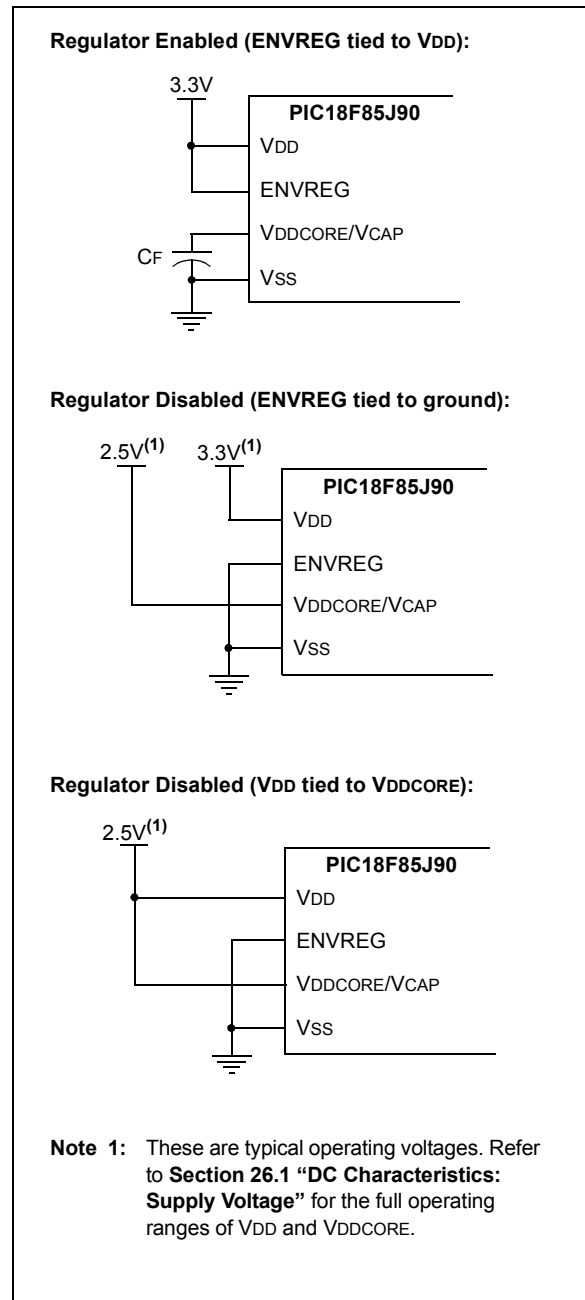 Regulator Enabled (ENVREG tied to VDD):
3.3V
PIC18F85J90
VDD
ENVREG
VDDCORE/VCAP
CF
VSS
Regulator Disabled (ENVREG tied to ground):
2.5V(1) 3.3V(1)
PIC18F85J90
VDD
ENVREG
VDDCORE/VCAP
VSS
Regulator Disabled (VDD tied to VDDCORE):
2.5V(1)
PIC18F85J90
VDD
ENVREG
VDDCORE/VCAP
VSS
Note 1: These are typical operating voltages. Refer
to Section 26.1 “DC Characteristics:
Supply Voltage” for the full operating
ranges of VDD and VDDCORE.